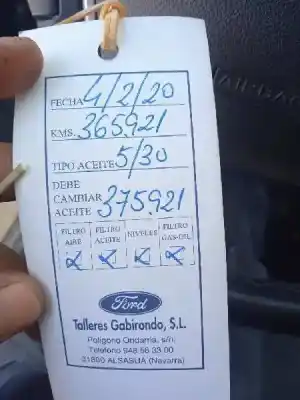 FECHA 4/2/20
KMS. 365921
TIPO ACEITE 5/30
DEBE
CAMBIAR
ACEITE 375921
FILTRO AIRE
FILTRO ACEITE
NIVELES
FILTRO GAS-OIL
Ford
Talleres Gabirondo, S.L.
Polígono Ondarria, s/n.
Teléfono 948 56 33 00
31800 ALSASUA (Navarra)
AIRBAG